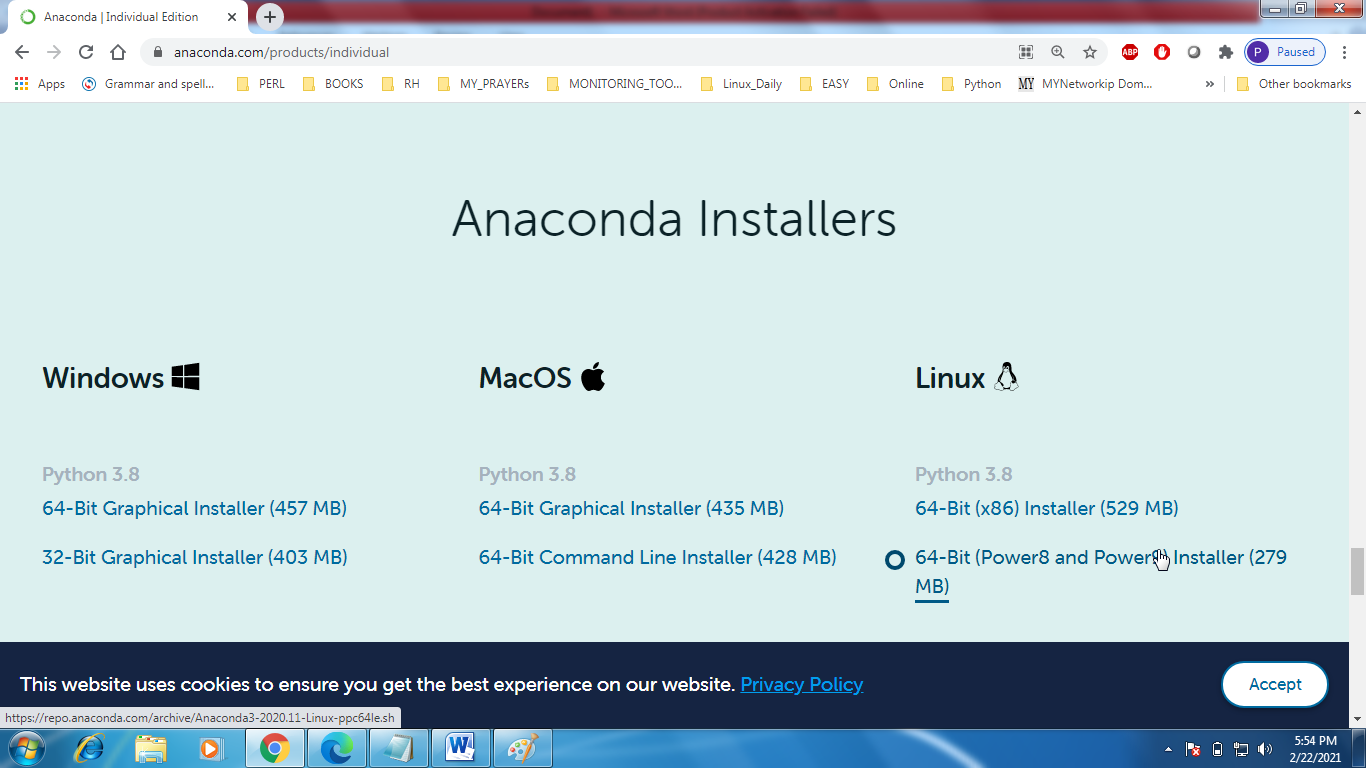 Anaconda | Individual Edition
anaconda.com/products/individual
ABP
P Paused
Apps Grammar and spell... PERL BOOKS RH MY_PRAYERs MONITORING_TOO... Linux_Daily EASY Online Python MY MYNetworkip Dom... » Other bookmarks
Anaconda Installers
Windows MacOS Linux
Python 3.8 Python 3.8 Python 3.8
64-Bit Graphical Installer (457 MB) 64-Bit Graphical Installer (435 MB) 64-Bit (x86) Installer (529 MB)
32-Bit Graphical Installer (403 MB) 64-Bit Command Line Installer (428 MB) 64-Bit (Power8 and Power9) Installer (279
MB)
This website uses cookies to ensure you get the best experience on our website. Privacy Policy Accept
https://repo.anaconda.com/archive/Anaconda3-2020.11-Linux-ppc64le.sh
5:54 PM
2/22/2021